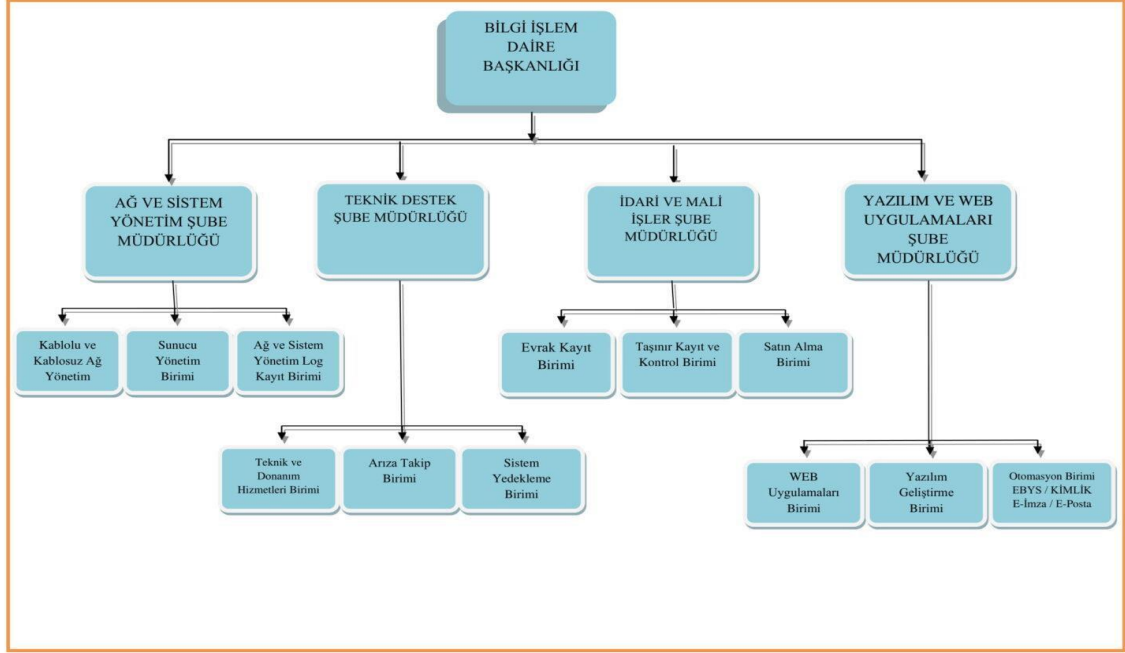 BİLGİ İŞLEM
DAİRE
BAŞKANLIĞI
AĞ VE SİSTEM
YÖNETİM ŞUBE
MÜDÜRLÜĞÜ
TEKNİK DESTEK
ŞUBE MÜDÜRLÜĞÜ
İDARİ VE MALİ
İŞLER ŞUBE
MÜDÜRLÜĞÜ
YAZILIM VE WEB
UYGULAMALARI
ŞUBE
MÜDÜRLÜĞÜ
Kablolu ve
Kablosuz Ağ
Yönetim
Sunucu
Yönetim
Birimi
Ağ ve Sistem
Yönetim Log
Kayıt Birimi
Evrak Kayıt
Birimi
Taşınır Kayıt ve
Kontrol Birimi
Satın Alma
Birimi
Teknik ve
Donanım
Hizmetleri Birimi
Arıza Takip
Birimi
Sistem
Yedekleme
Birimi
WEB
Uygulamaları
Birimi
Yazılım
Geliştirme
Birimi
Otomasyon Birimi
EBYS / KİMLİK
E-İmza / E-Posta